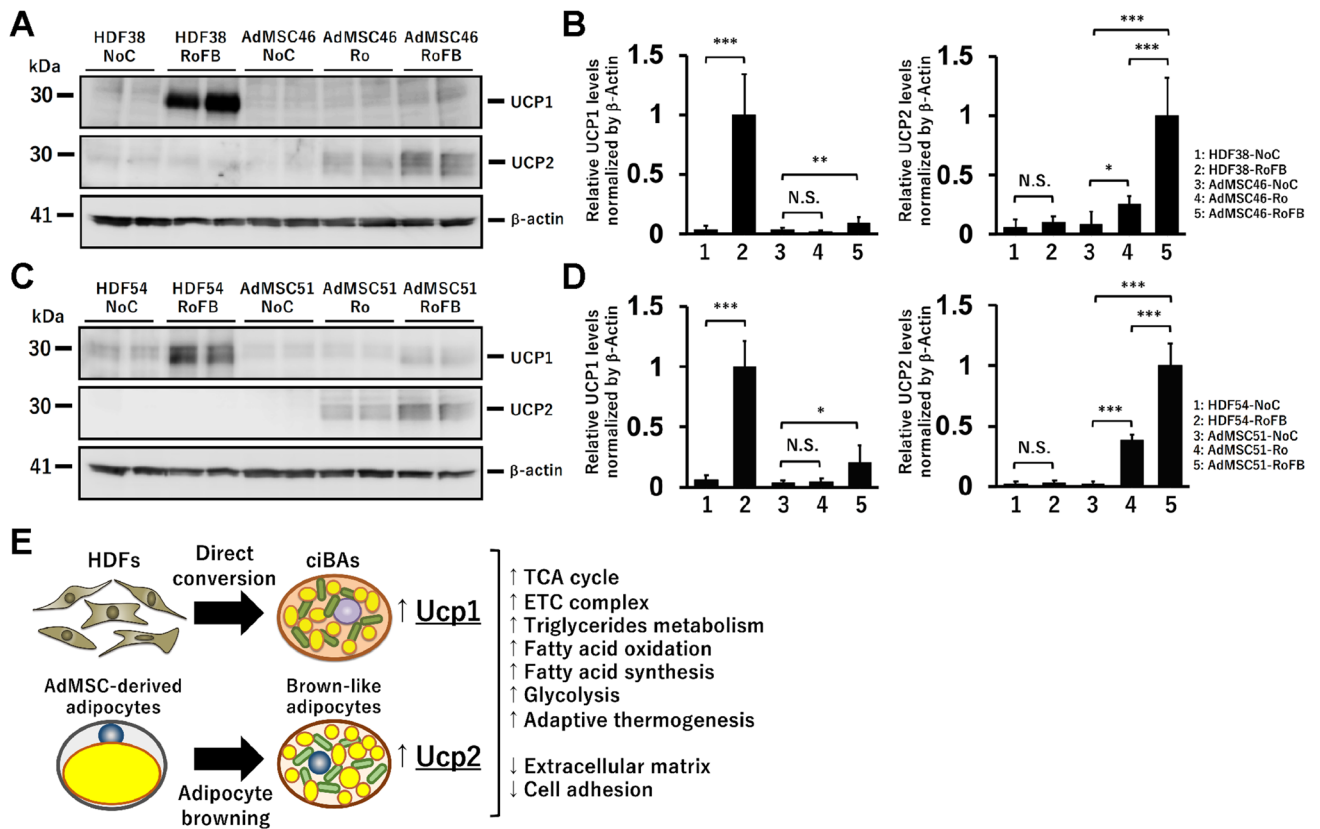 A
HDF38 HDF38 AdMSC46 AdMSC46 AdMSC46
NoC RoFB NoC Ro RoFB
kDa
30
UCP1
30
UCP2
41
β-actin
B
Relative UCP1 levels
normalized by β-Actin
1.5
1
0.5
0
***
**
N.S.
1 2 3 4 5
Relative UCP2 levels
normalized by β-Actin
1.5
1
0.5
0
***
***
*
N.S.
1 2 3 4 5
1: HDF38-NoC
2: HDF38-RoFB
3: AdMSC46-NoC
4: AdMSC46-Ro
5: AdMSC46-RoFB
C
HDF54 HDF54 AdMSC51 AdMSC51 AdMSC51
NoC RoFB NoC Ro RoFB
kDa
30
UCP1
30
UCP2
41
β-actin
D
Relative UCP1 levels
normalized by β-Actin
1.5
1
0.5
0
***
*
N.S.
1 2 3 4 5
Relative UCP2 levels
normalized by β-Actin
1.5
1
0.5
0
***
***
***
N.S.
1 2 3 4 5
1: HDF54-NoC
2: HDF54-RoFB
3: AdMSC51-NoC
4: AdMSC51-Ro
5: AdMSC51-RoFB
E
HDFs
Direct
conversion
ciBAs
↑ Ucp1
AdMSC-derived
adipocytes
Adipocyte
browning
Brown-like
adipocytes
↑ Ucp2
↑ TCA cycle
↑ ETC complex
↑ Triglycerides metabolism
↑ Fatty acid oxidation
↑ Fatty acid synthesis
↑ Glycolysis
↑ Adaptive thermogenesis
↓ Extracellular matrix
↓ Cell adhesion